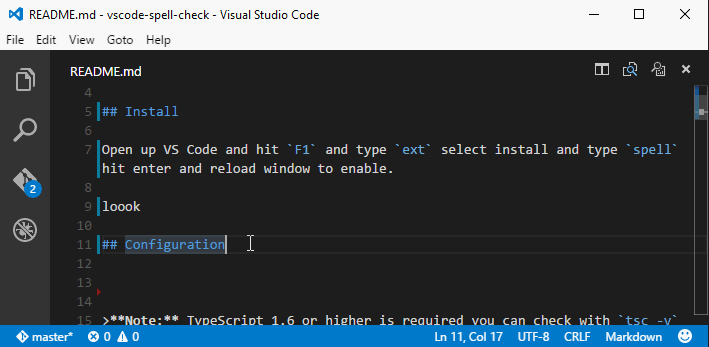 README.md - vscode-spell-check - Visual Studio Code
File Edit View Goto Help
README.md
4
5 ## Install
6
7 Open up VS Code and hit `F1` and type `ext` select install and type `spell`
hit enter and reload window to enable.
8
9 loook
10
11 ## Configuration
12
13
14
15 >**Note:** TypeScript 1.6 or higher is required you can check with `tsc -v`
2
master* 0 0 Ln 11, Col 17 UTF-8 CRLF Markdown